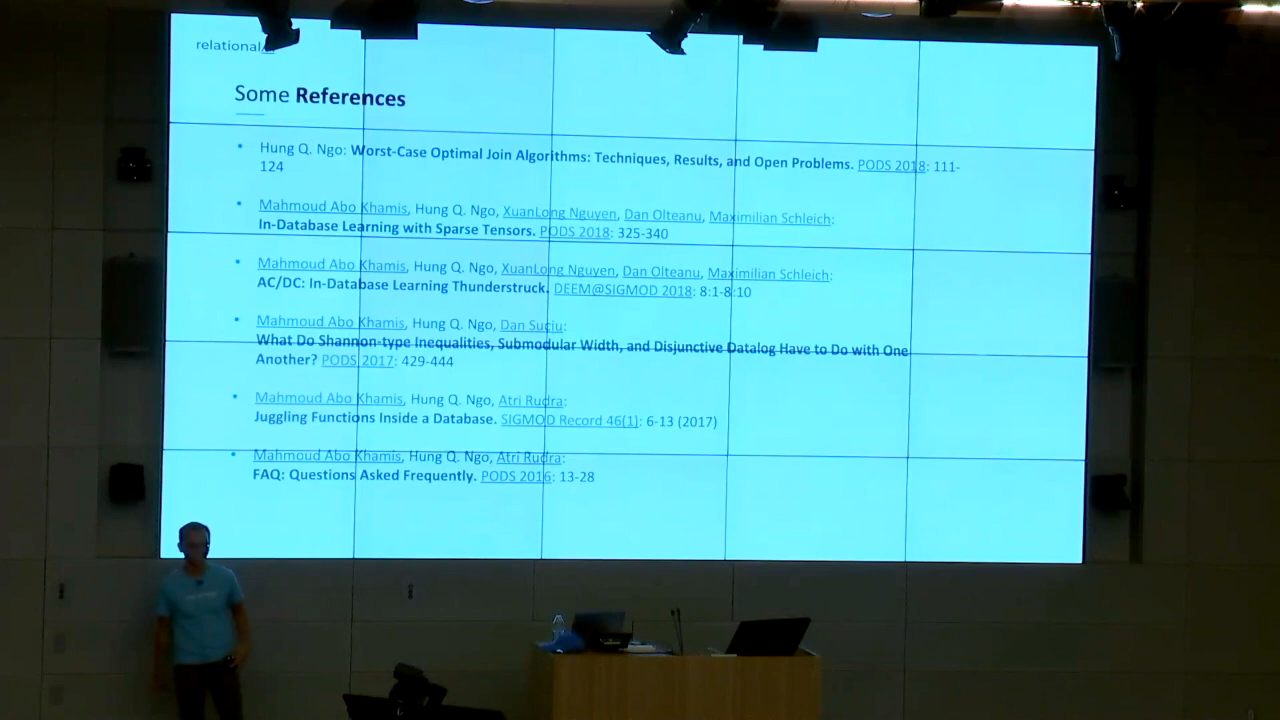 relational
Some References
• Hung Q. Ngo: Worst-Case Optimal Join Algorithms: Techniques, Results, and Open Problems. PODS 2018: 111-
124
• Mahmoud Abo Khamis, Hung Q. Ngo, XuanLong Nguyen, Dan Olteanu, Maximilian Schleich:
In-Database Learning with Sparse Tensors. PODS 2018: 325-340
• Mahmoud Abo Khamis, Hung Q. Ngo, XuanLong Nguyen, Dan Olteanu, Maximilian Schleich:
AC/DC: In-Database Learning Thunderstruck. DEEM@SIGMOD 2018: 8:1-8:10
• Mahmoud Abo Khamis, Hung Q. Ngo, Dan Suciu:
What Do Shannon-type Inequalities, Submodular Width, and Disjunctive Datalog Have to Do with One
Another? PODS 2017: 429-444
• Mahmoud Abo Khamis, Hung Q. Ngo, Atri Rudra:
Juggling Functions Inside a Database. SIGMOD Record 46(1): 6-13 (2017)
• Mahmoud Abo Khamis, Hung Q. Ngo, Atri Rudra:
FAQ: Questions Asked Frequently. PODS 2016: 13-28